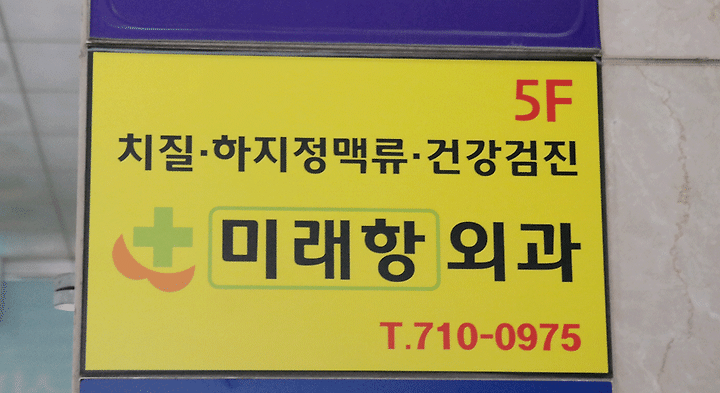 5F
치질·하지정맥류·건강검진
미래항 외과
T.710-0975